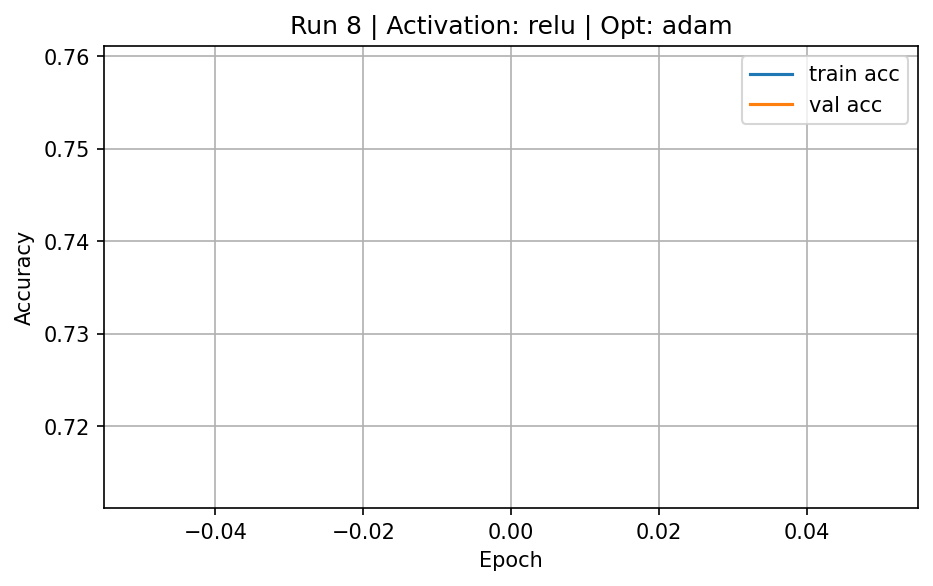 Run 8 | Activation: relu | Opt: adam
train acc
val acc
0.76
0.75
0.74
0.73
0.72
Accuracy
−0.04
−0.02
0.00
0.02
0.04
Epoch